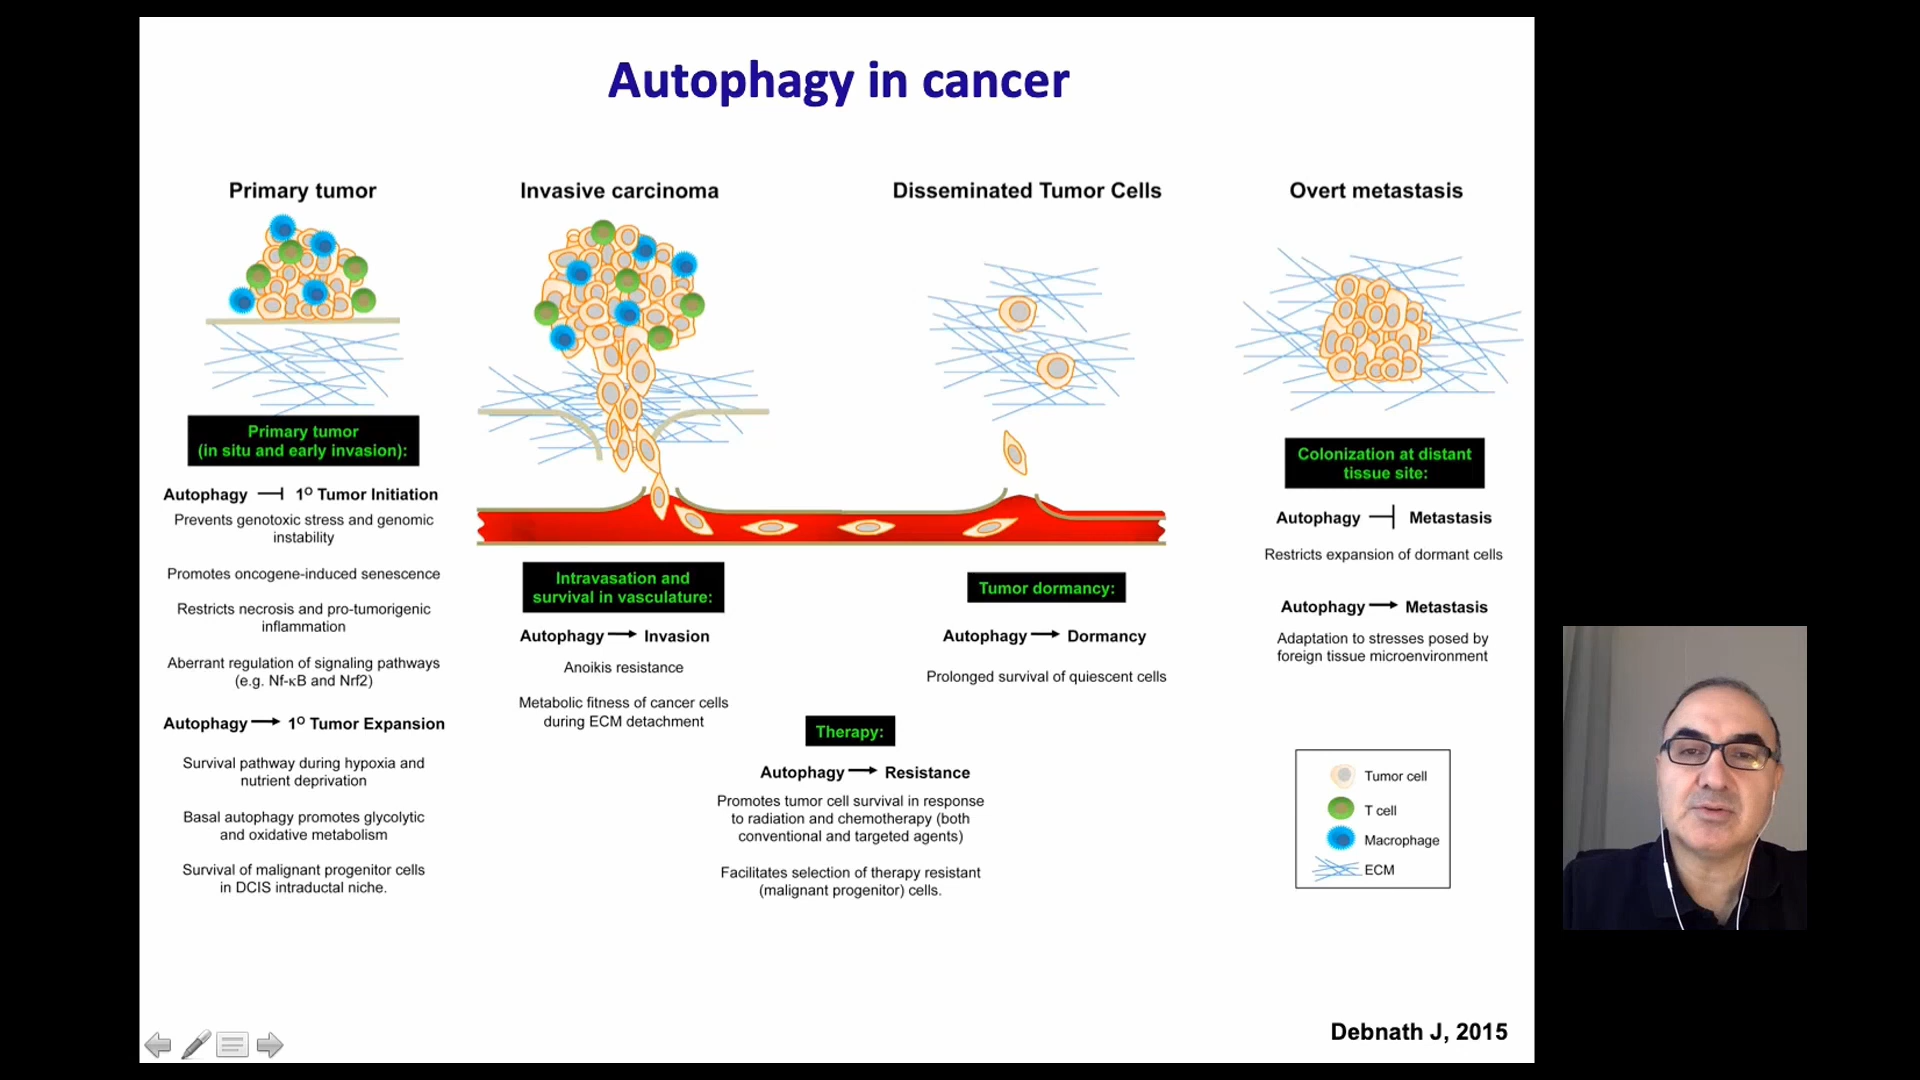 Autophagy in cancer
Primary tumor
Invasive carcinoma
Disseminated Tumor Cells
Overt metastasis
Primary tumor
(in situ and early invasion):
Autophagy ⊣ 1º Tumor Initiation
Prevents genotoxic stress and genomic
instability
Promotes oncogene-induced senescence
Restricts necrosis and pro-tumorigenic
inflammation
Aberrant regulation of signaling pathways
(e.g. Nf-κB and Nrf2)
Autophagy → 1º Tumor Expansion
Survival pathway during hypoxia and
nutrient deprivation
Basal autophagy promotes glycolytic
and oxidative metabolism
Survival of malignant progenitor cells
in DCIS intraductal niche.
Intravasation and
survival in vasculature:
Autophagy → Invasion
Anoikis resistance
Metabolic fitness of cancer cells
during ECM detachment
Tumor dormancy:
Autophagy → Dormancy
Prolonged survival of quiescent cells
Therapy:
Autophagy → Resistance
Promotes tumor cell survival in response
to radiation and chemotherapy (both
conventional and targeted agents)
Facilitates selection of therapy resistant
(malignant progenitor) cells.
Colonization at distant
tissue site:
Autophagy ⊣ Metastasis
Restricts expansion of dormant cells
Autophagy → Metastasis
Adaptation to stresses posed by
foreign tissue microenvironment
Tumor cell
T cell
Macrophage
ECM
Debnath J, 2015